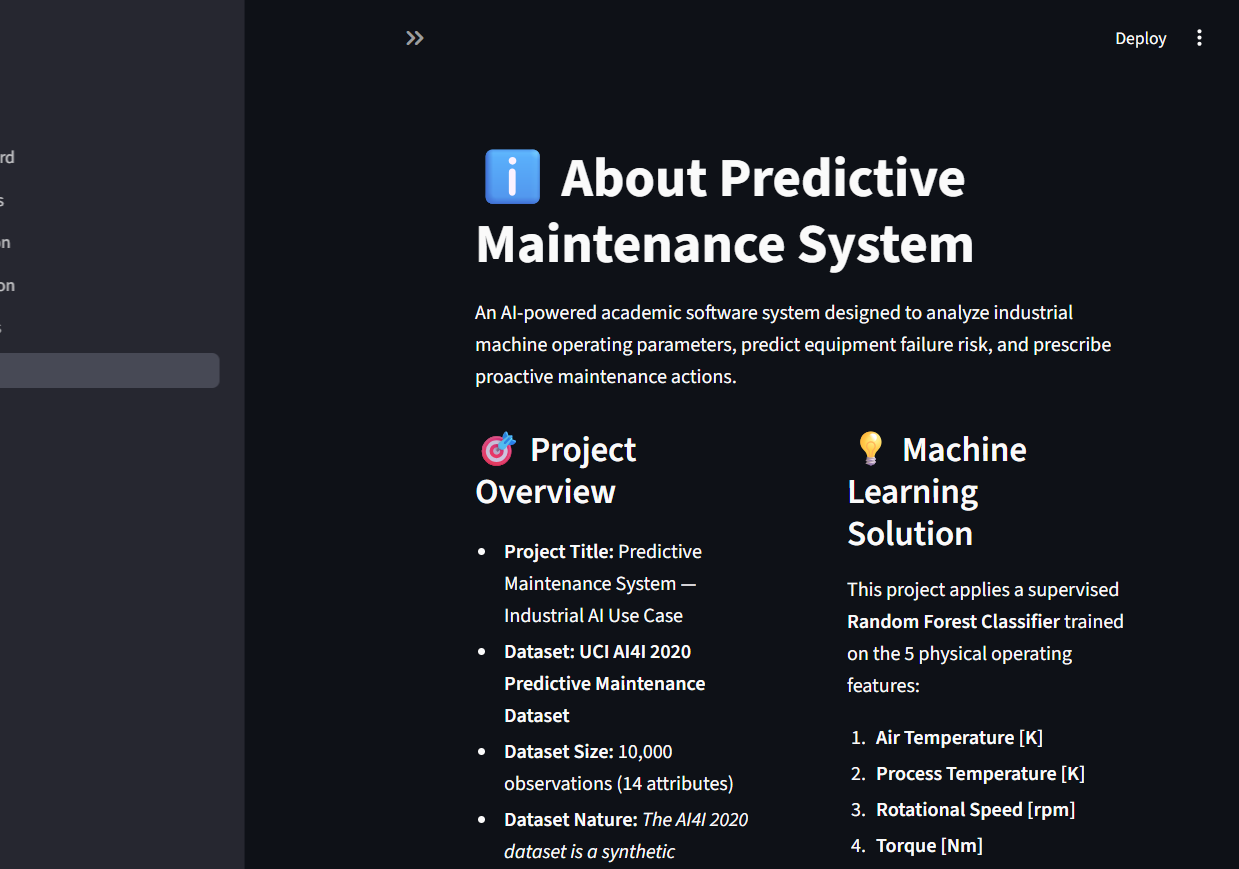 Deploy
rd
s
on
on
s
About Predictive
Maintenance System
An AI-powered academic software system designed to analyze industrial
machine operating parameters, predict equipment failure risk, and prescribe
proactive maintenance actions.
Project
Overview
Project Title: Predictive
Maintenance System —
Industrial AI Use Case
Dataset: UCI AI4I 2020
Predictive Maintenance
Dataset
Dataset Size: 10,000
observations (14 attributes)
Dataset Nature: The AI4I 2020
dataset is a synthetic
Machine
Learning
Solution
This project applies a supervised
Random Forest Classifier trained
on the 5 physical operating
features:
1. Air Temperature [K]
2. Process Temperature [K]
3. Rotational Speed [rpm]
4. Torque [Nm]